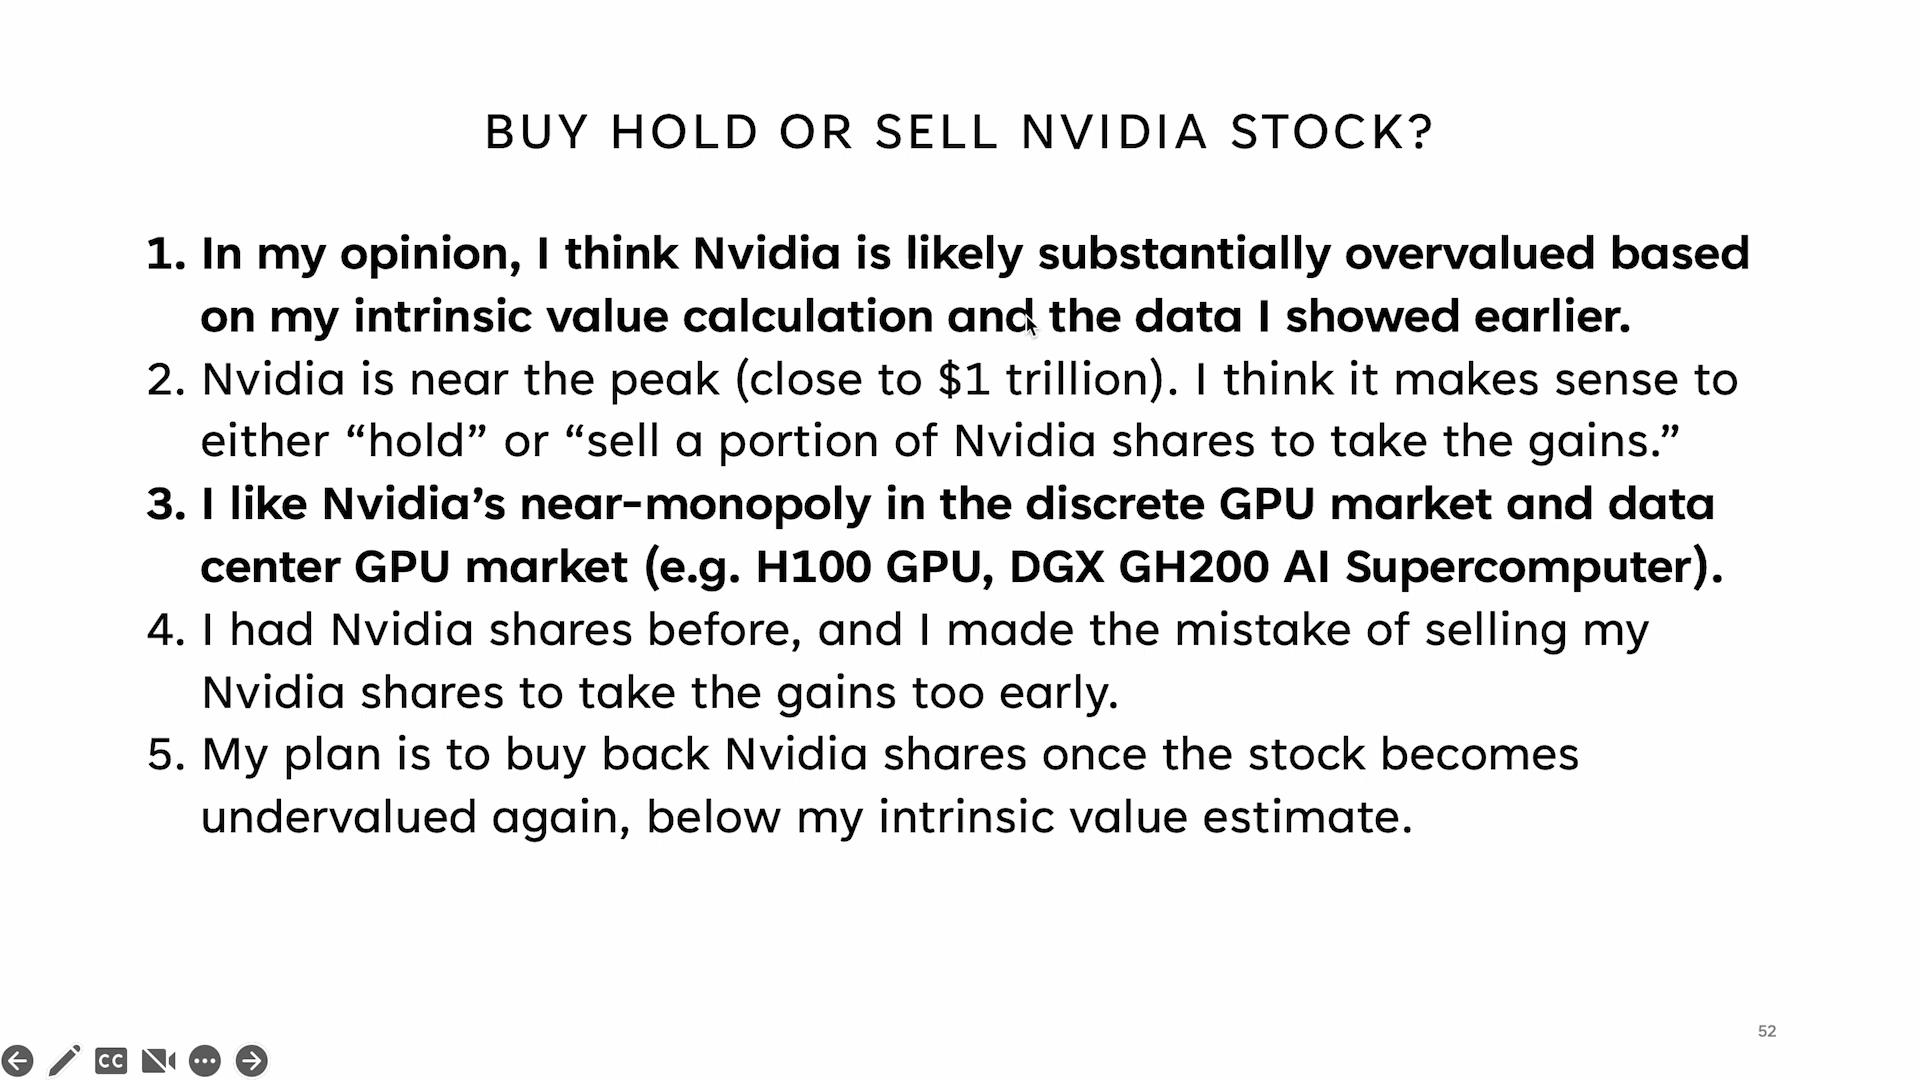 BUY HOLD OR SELL NVIDIA STOCK?
1. In my opinion, I think Nvidia is likely substantially overvalued based
on my intrinsic value calculation and the data I showed earlier.
2. Nvidia is near the peak (close to $1 trillion). I think it makes sense to
either “hold” or “sell a portion of Nvidia shares to take the gains.”
3. I like Nvidia’s near-monopoly in the discrete GPU market and data
center GPU market (e.g. H100 GPU, DGX GH200 AI Supercomputer).
4. I had Nvidia shares before, and I made the mistake of selling my
Nvidia shares to take the gains too early.
5. My plan is to buy back Nvidia shares once the stock becomes
undervalued again, below my intrinsic value estimate.
52
CC